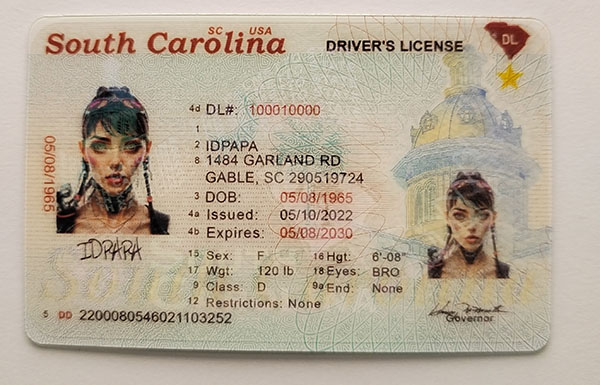 SC USA
South Carolina DRIVER'S LICENSE DL
4d DL#: 100010000
1
2 IDPAPA
8 1484 GARLAND RD
GABLE, SC 290519724
3 DOB: 05/08/1965
4a Issued: 05/10/2022
4b Expires: 05/08/2030
05/08/1965
IDPAPA
15 Sex: F 16 Hgt: 6'-08"
17 Wgt: 120 lb 18 Eyes: BRO
9 Class: D 9a End: None
12 Restrictions: None
5 DD 2200080546021103252
Governor